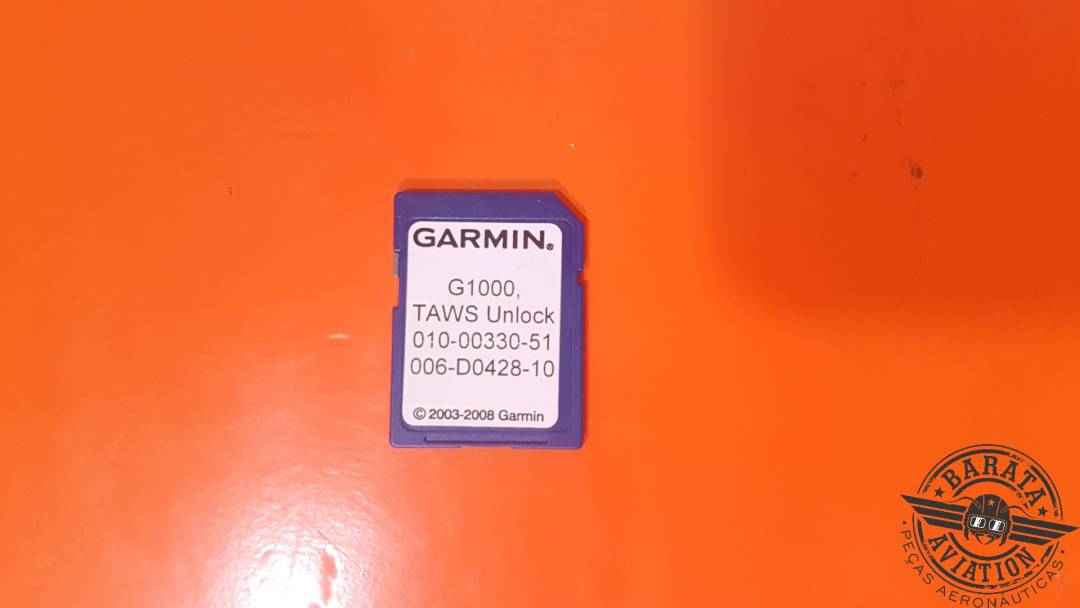 GARMIN®
G1000,
TAWS Unlock
010-00330-51
006-D0428-10
© 2003-2008 Garmin
BARATA
AVIATION
PEÇAS AERONÁUTICAS